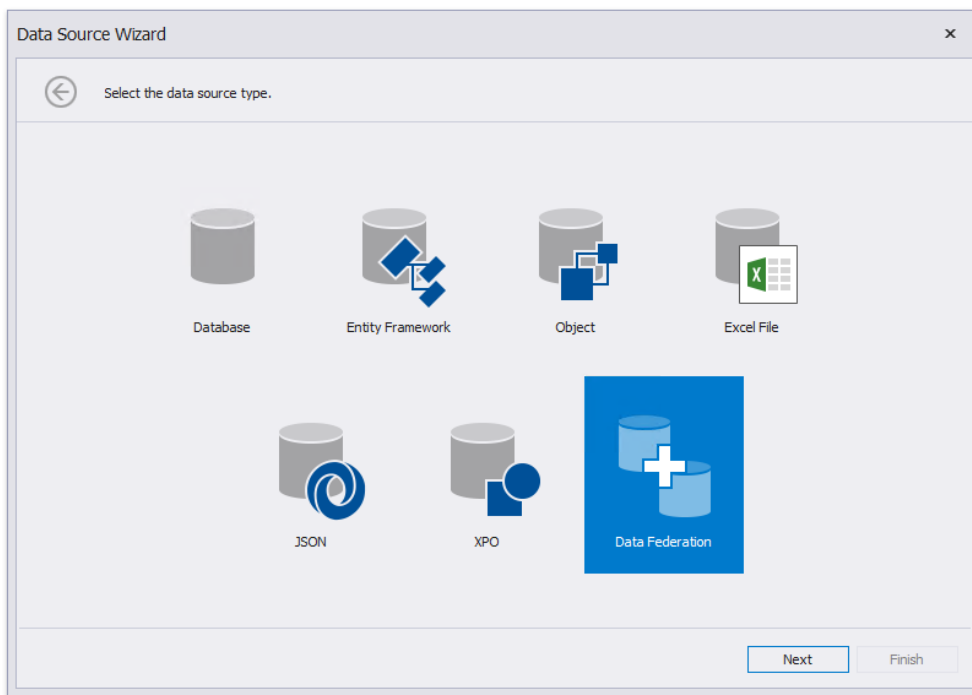 Data Source Wizard
Select the data source type.
Database
Entity Framework
Object
Excel File
X
JSON
XPO
Data Federation
Next
Finish